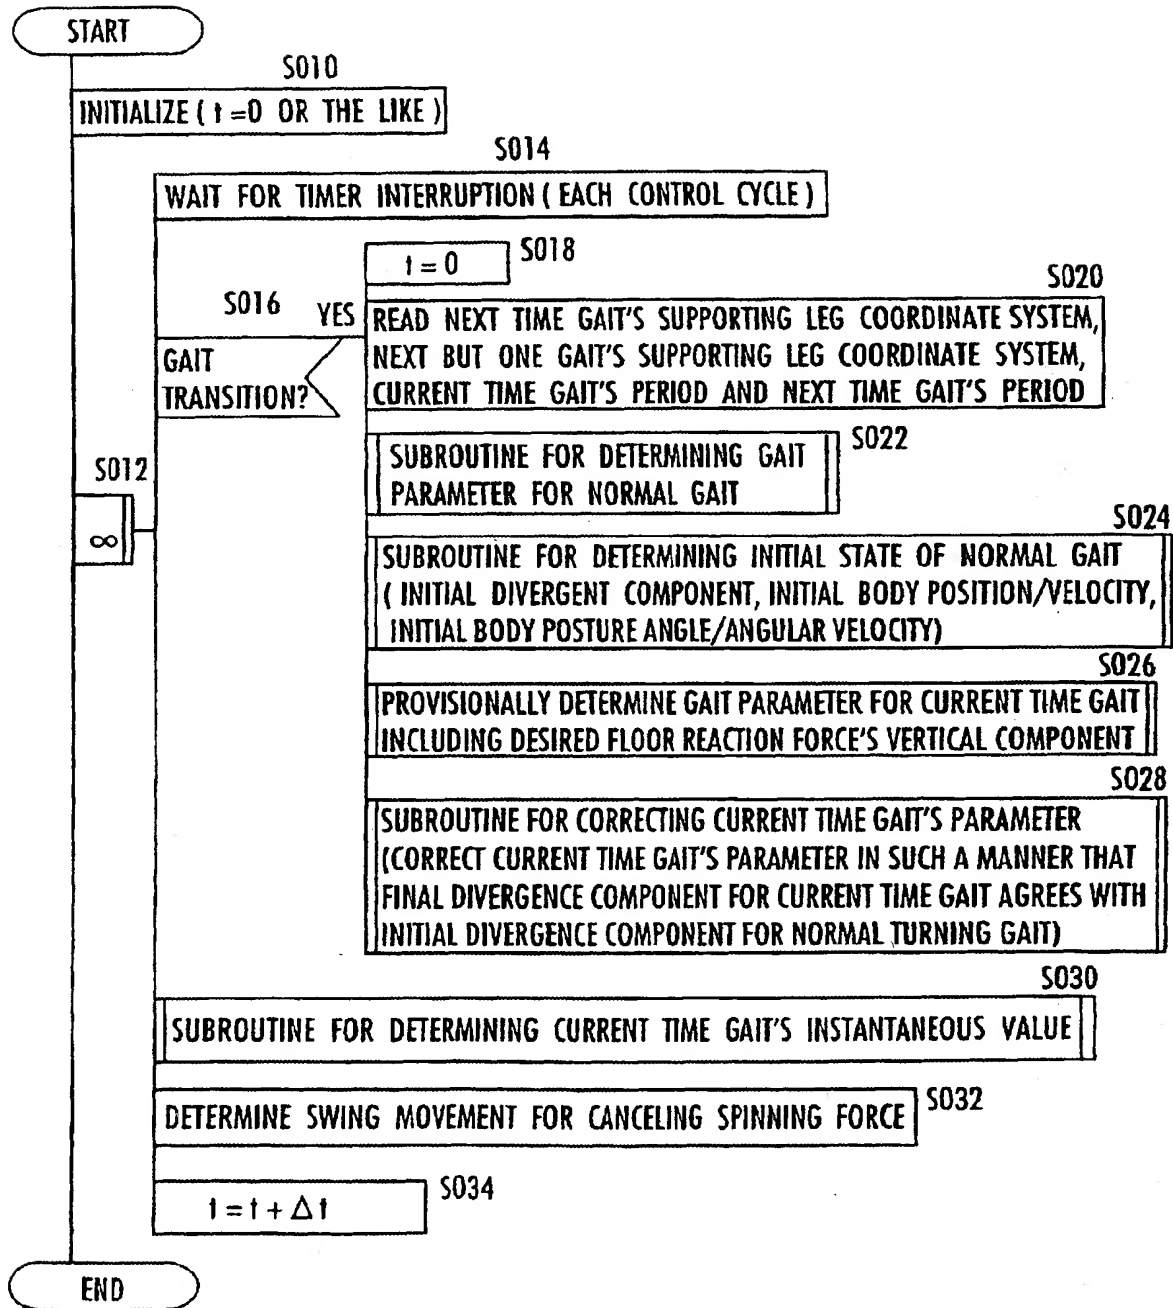 START
S010
INITIALIZE ( t = 0 OR THE LIKE )
S014
WAIT FOR TIMER INTERRUPTION ( EACH CONTROL CYCLE )
t = 0
S018
S016
YES
GAIT
TRANSITION?
S020
READ NEXT TIME GAIT'S SUPPORTING LEG COORDINATE SYSTEM,
NEXT BUT ONE GAIT'S SUPPORTING LEG COORDINATE SYSTEM,
CURRENT TIME GAIT'S PERIOD AND NEXT TIME GAIT'S PERIOD
S022
SUBROUTINE FOR DETERMINING GAIT
PARAMETER FOR NORMAL GAIT
S012
∞
S024
SUBROUTINE FOR DETERMINING INITIAL STATE OF NORMAL GAIT
( INITIAL DIVERGENT COMPONENT, INITIAL BODY POSITION/VELOCITY,
INITIAL BODY POSTURE ANGLE/ANGULAR VELOCITY)
S026
PROVISIONALLY DETERMINE GAIT PARAMETER FOR CURRENT TIME GAIT
INCLUDING DESIRED FLOOR REACTION FORCE'S VERTICAL COMPONENT
S028
SUBROUTINE FOR CORRECTING CURRENT TIME GAIT'S PARAMETER
(CORRECT CURRENT TIME GAIT'S PARAMETER IN SUCH A MANNER THAT
FINAL DIVERGENCE COMPONENT FOR CURRENT TIME GAIT AGREES WITH
INITIAL DIVERGENCE COMPONENT FOR NORMAL TURNING GAIT)
S030
SUBROUTINE FOR DETERMINING CURRENT TIME GAIT'S INSTANTANEOUS VALUE
DETERMINE SWING MOVEMENT FOR CANCELING SPINNING FORCE
S032
t = t + Δt
S034
END